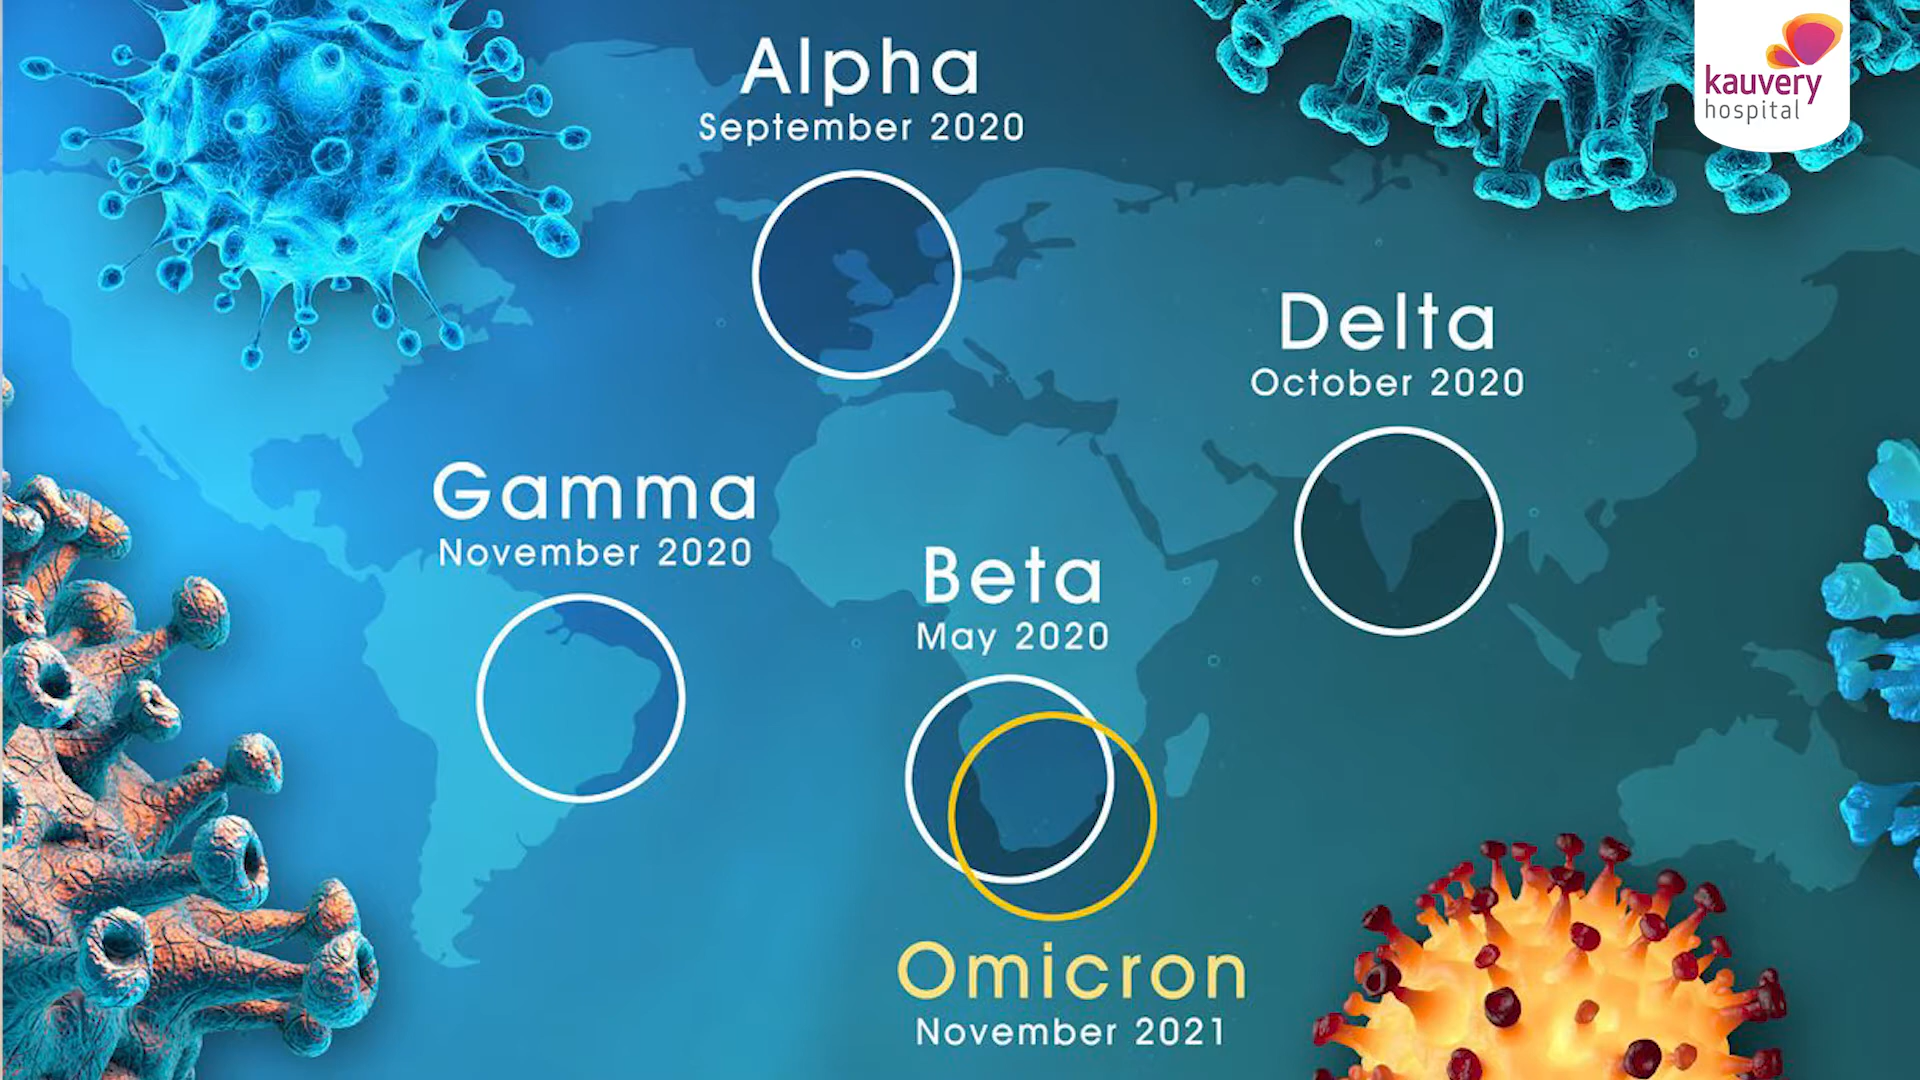 Alpha
September 2020
kauvery
hospital
Delta
October 2020
Gamma
November 2020
Beta
May 2020
Omicron
November 2021